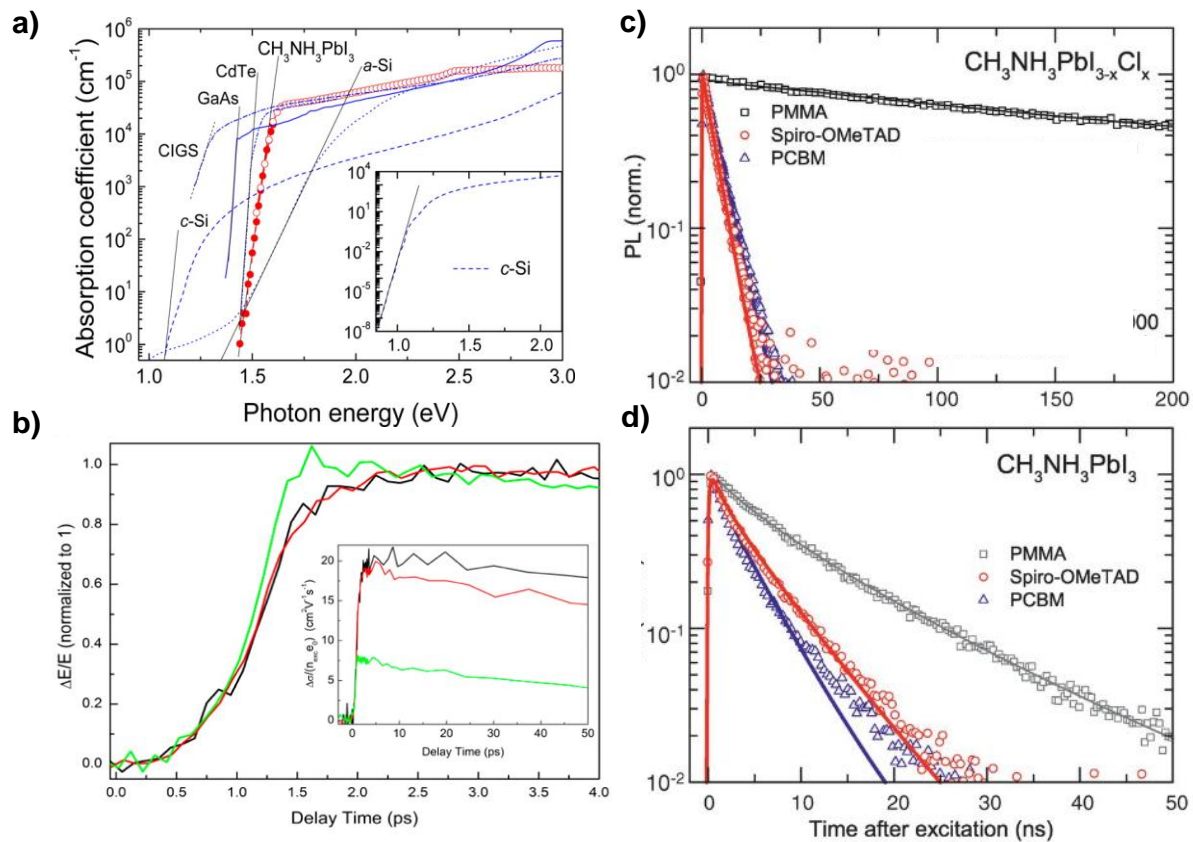 a)
Absorption coefficient (cm⁻¹)
10⁶
10⁵
10⁴
10³
10²
10¹
10⁰
CH₃NH₃PbI₃
CdTe
a-Si
GaAs
CIGS
c-Si
10⁴
10¹
10⁻²
10⁻⁵
10⁻⁸
c-Si
1.0 1.5 2.0
1.0 1.5 2.0 2.5 3.0
Photon energy (eV)
b)
ΔE/E (normalized to 1)
1.0
0.8
0.6
0.4
0.2
0.0
Δσ/(nₑₓ꜀e₀) (cm²V⁻¹s⁻¹)
20
15
10
5
0
0 10 20 30 40 50
Delay Time (ps)
0.0 0.5 1.0 1.5 2.0 2.5 3.0 3.5 4.0
Delay Time (ps)
c)
CH₃NH₃PbI₃₋ₓClₓ
PL (norm.)
10⁰
10⁻¹
10⁻²
PMMA
Spiro-OMeTAD
PCBM
000
0 50 100 150 200
d)
CH₃NH₃PbI₃
10⁰
10⁻¹
10⁻²
PMMA
Spiro-OMeTAD
PCBM
0 10 20 30 40 50
Time after excitation (ns)